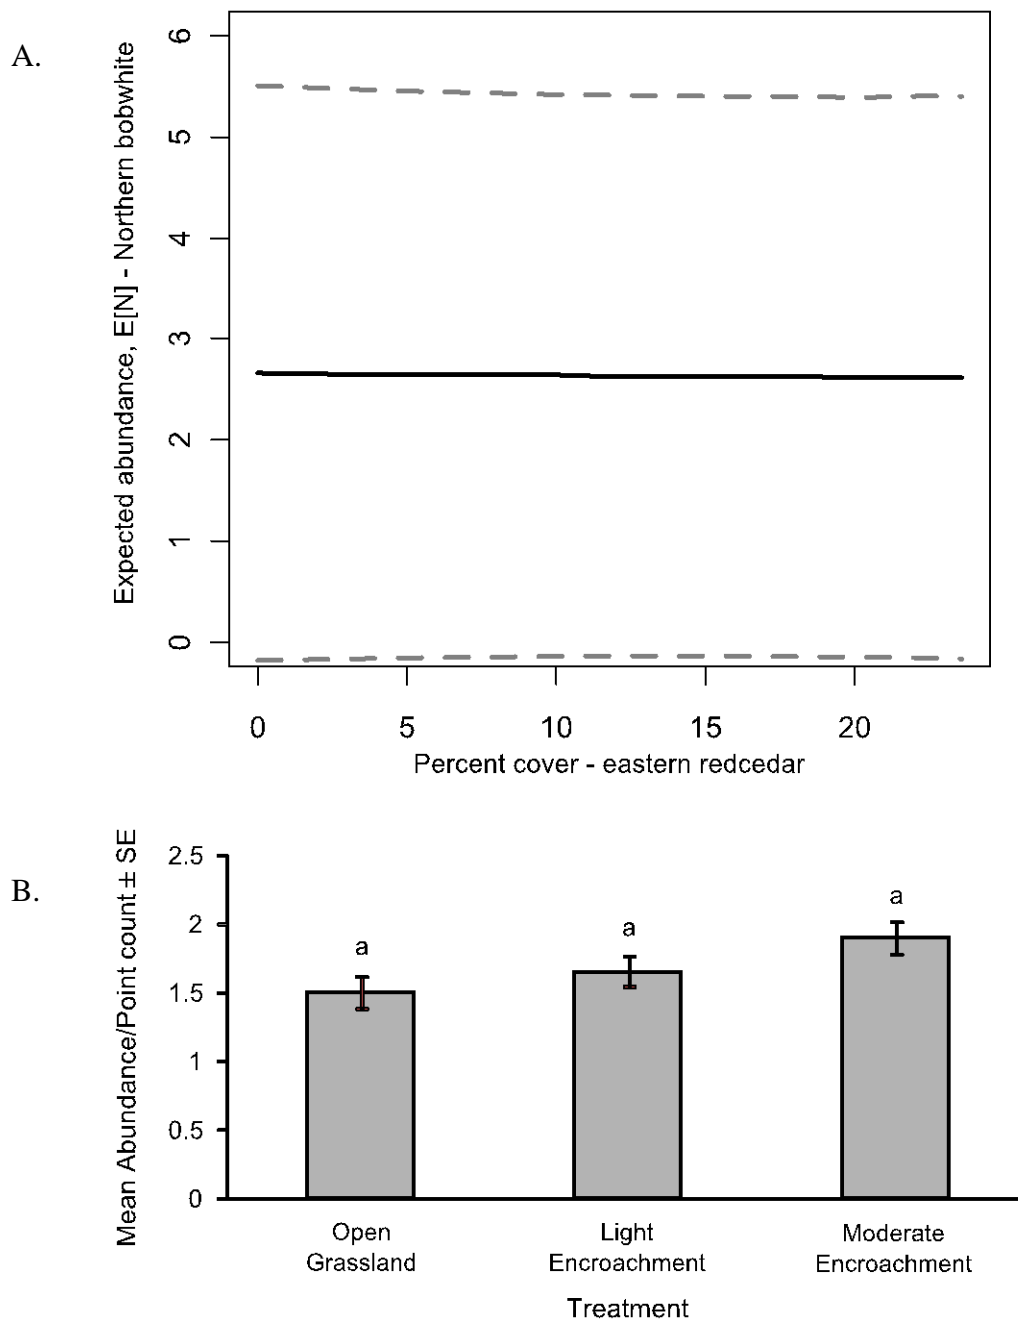 A.
Expected abundance, E[N] - Northern bobwhite
6
5
4
3
2
1
0
0 5 10 15 20
Percent cover - eastern redcedar
B.
Mean Abundance/Point count ± SE
2.5
2
1.5
1
0.5
0
a a a
Open Light Moderate
Grassland Encroachment Encroachment
Treatment